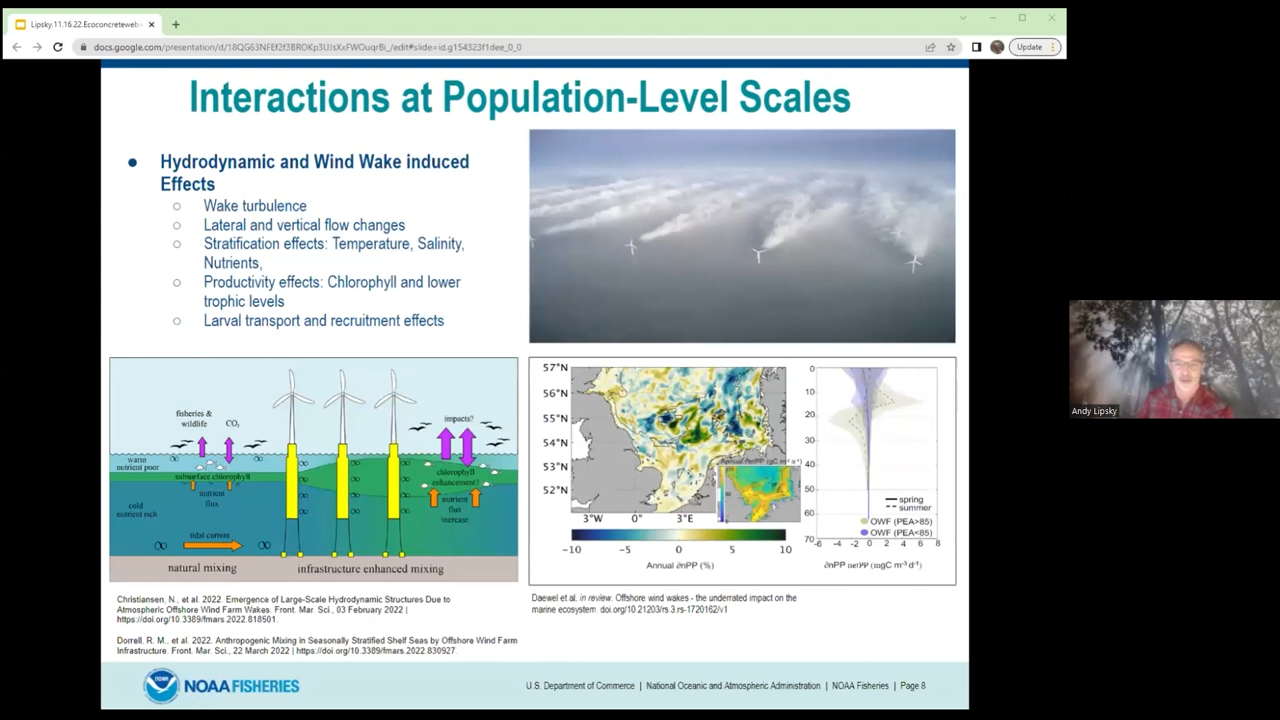 Lipsky.11.16.22.Ecoconcreteweb
docs.google.com/presentation/d/18QG63NFEf2f3BROKp3UJsXxFWOuqrBi_/edit#slide=id.g154323f1dee_0_0
Update
Interactions at Population-Level Scales
Hydrodynamic and Wind Wake induced
Effects
Wake turbulence
Lateral and vertical flow changes
Stratification effects: Temperature, Salinity,
Nutrients,
Productivity effects: Chlorophyll and lower
trophic levels
Larval transport and recruitment effects
fisheries &
wildlife
CO₂
impacts?
warm
nutrient poor
subsurface chlorophyll
chlorophyll
enhancement?
nutrient
flux
nutrient
flux
increase
cold
nutrient rich
tidal current
natural mixing
infrastructure enhanced mixing
57°N
56°N
55°N
54°N
53°N
52°N
3°W
0°
3°E
Annual netPP (gC m⁻² a⁻¹)
-10
-5
0
5
10
Annual ∂nPP (%)
0
10
20
30
40
50
60
70
spring
summer
OWF (PEA>85)
OWF (PEA<85)
-6
-4
-2
0
2
4
6
8
∂nPP netPP (mgC m⁻³ d⁻¹)
Christiansen, N., et al. 2022. Emergence of Large-Scale Hydrodynamic Structures Due to
Atmospheric Offshore Wind Farm Wakes. Front. Mar. Sci., 03 February 2022 |
https://doi.org/10.3389/fmars.2022.818501.
Dorrell, R. M., et al. 2022. Anthropogenic Mixing in Seasonally Stratified Shelf Seas by Offshore Wind Farm
Infrastructure. Front. Mar. Sci., 22 March 2022 | https://doi.org/10.3389/fmars.2022.830927.
Daewel et al. in review. Offshore wind wakes - the underrated impact on the
marine ecosystem. doi.org/10.21203/rs.3.rs-1720162/v1
NOAA FISHERIES
U.S. Department of Commerce | National Oceanic and Atmospheric Administration | NOAA Fisheries | Page 8
Andy Lipsky